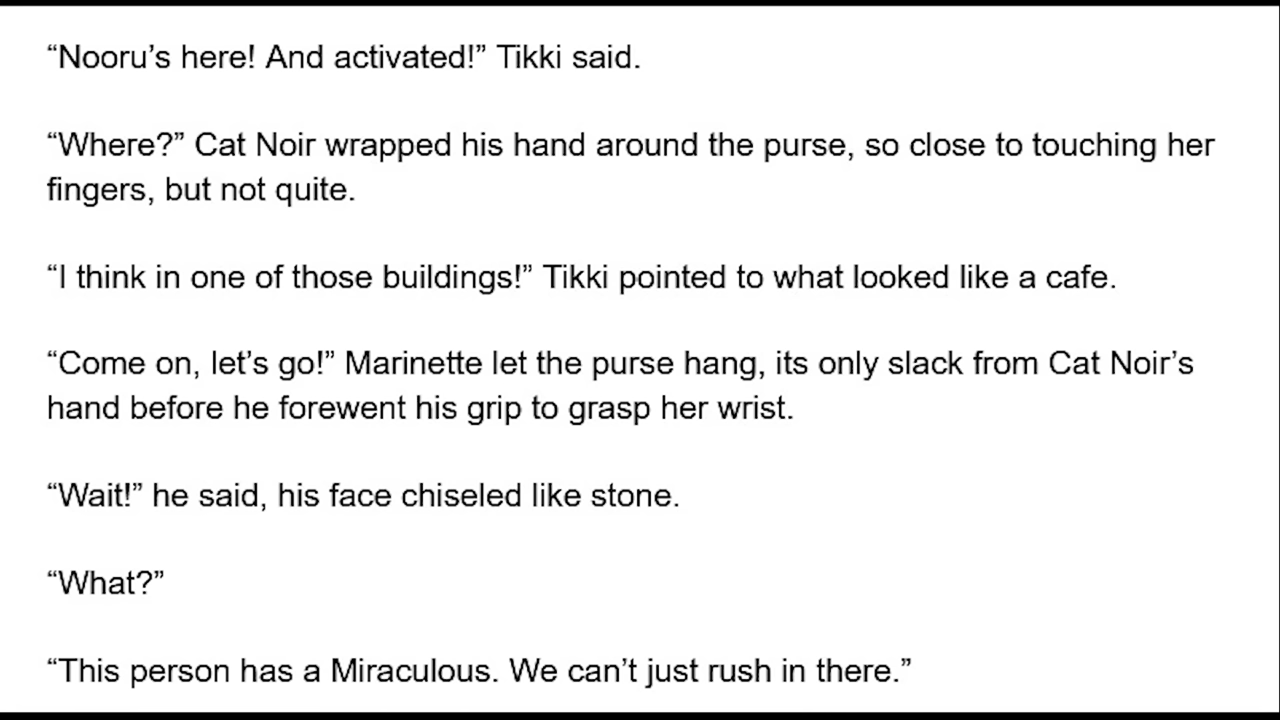 “Nooru’s here! And activated!” Tikki said.
“Where?” Cat Noir wrapped his hand around the purse, so close to touching her
fingers, but not quite.
“I think in one of those buildings!” Tikki pointed to what looked like a cafe.
“Come on, let’s go!” Marinette let the purse hang, its only slack from Cat Noir’s
hand before he forewent his grip to grasp her wrist.
“Wait!” he said, his face chiseled like stone.
“What?”
“This person has a Miraculous. We can’t just rush in there.”